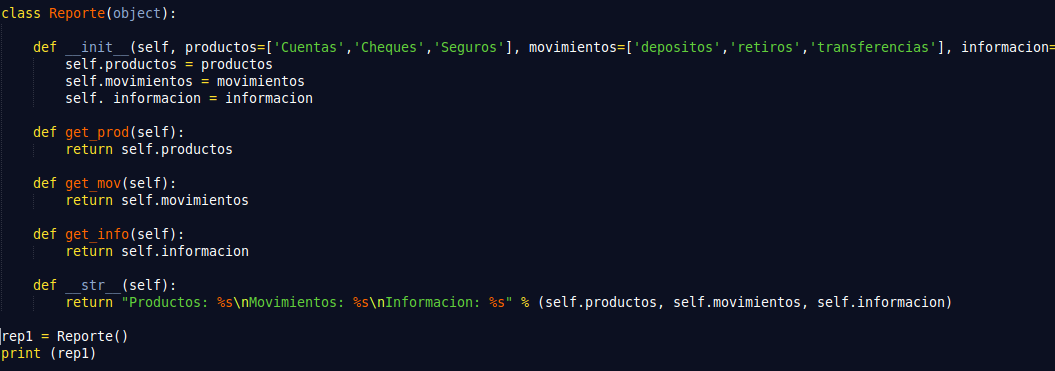 class Reporte(object):
def __init__(self, productos=['Cuentas','Cheques','Seguros'], movimientos=['depositos','retiros','transferencias'], informacion=
self.productos = productos
self.movimientos = movimientos
self. informacion = informacion
def get_prod(self):
return self.productos
def get_mov(self):
return self.movimientos
def get_info(self):
return self.informacion
def __str__(self):
return "Productos: %s\nMovimientos: %s\nInformacion: %s" % (self.productos, self.movimientos, self.informacion)
rep1 = Reporte()
print (rep1)